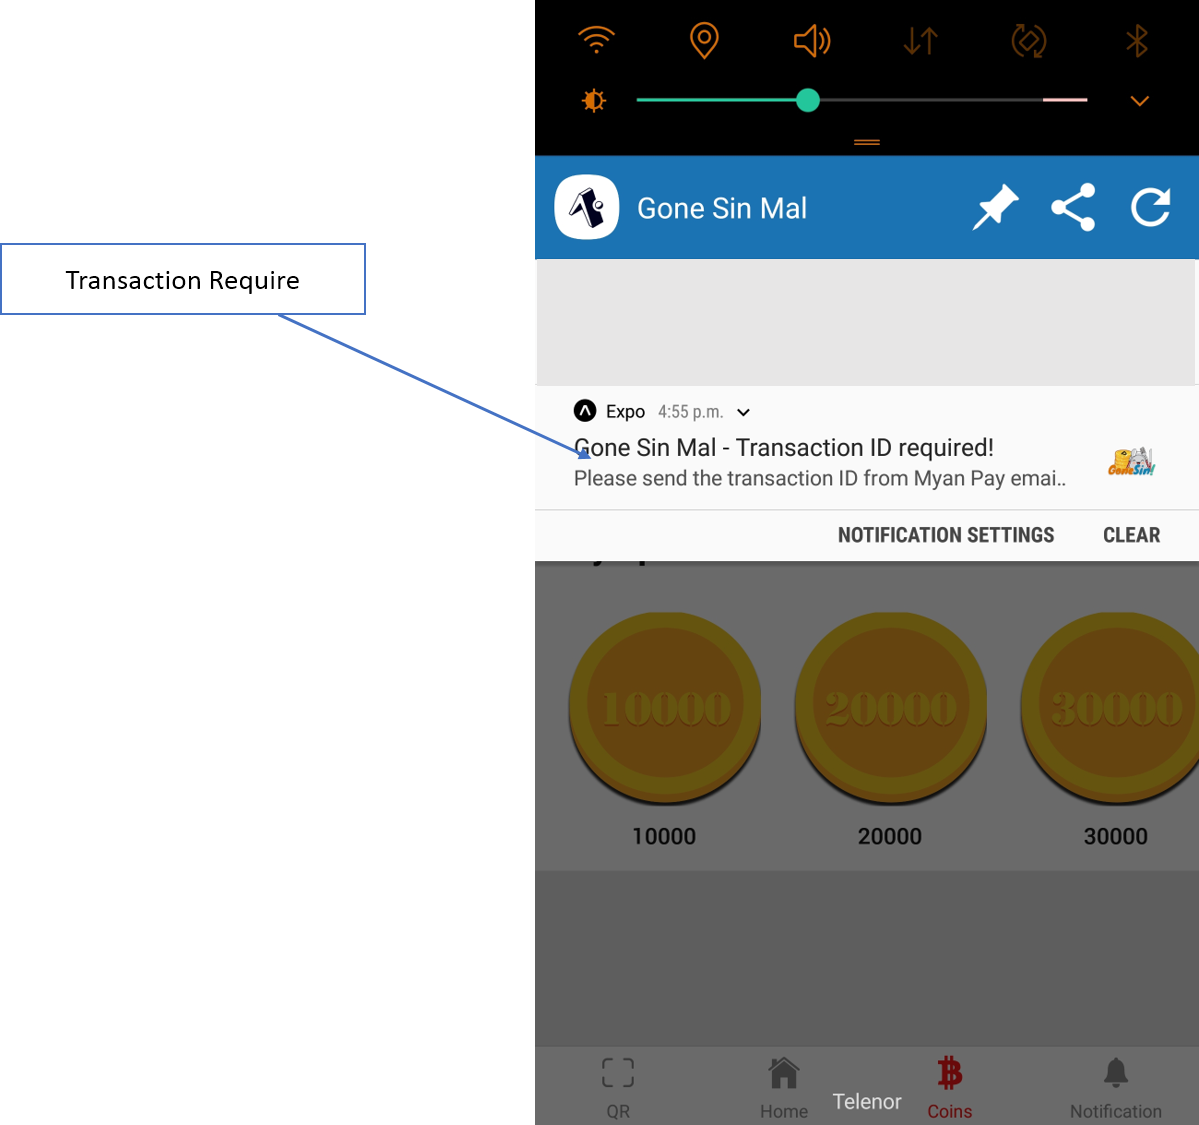 Gone Sin Mal
Transaction Require
Expo 4:55 p.m.
Gone Sin Mal - Transaction ID required!
Please send the transaction ID from Myan Pay emai..
GoneSin!
NOTIFICATION SETTINGS CLEAR
10000 20000 30000
10000 20000 30000
QR Home Telenor Coins Notification